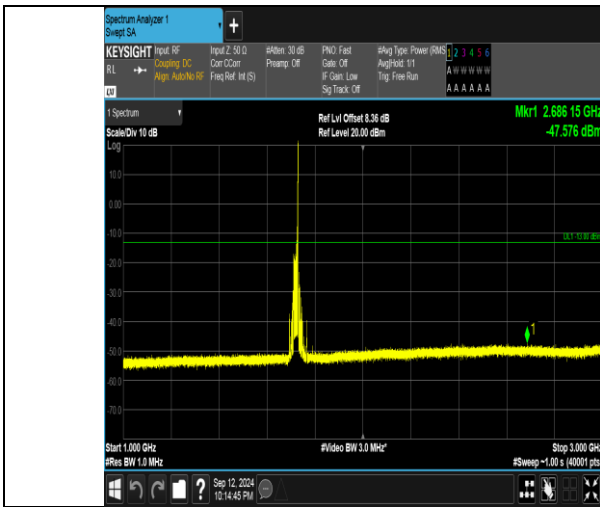 Spectrum Analyzer 1
Swept SA
+
KEYSIGHT Input: RF Input Z: 50 Ω #Atten: 30 dB PNO: Fast #Avg Type: Power (RMS 1 2 3 4 5 6
RL Coupling: DC Corr CCorr Preamp: Off Gate: Off Avg|Hold: 1/1 A W W W W W
Align: Auto/No RF Freq Ref: Int (S) IF Gain: Low Trig: Free Run
LXI Sig Track: Off A A A A A A
1 Spectrum Ref Lvl Offset 8.36 dB Mkr1 2.686 15 GHz
Scale/Div 10 dB Ref Level 20.00 dBm -47.576 dBm
Log
10.0
0.00
DL1 -13.00 dBm
-10.0
-20.0
-30.0
-40.0
1
-50.0
-60.0
-70.0
Start 1.000 GHz #Video BW 3.0 MHz* Stop 3.000 GHz
#Res BW 1.0 MHz #Sweep ~1.00 s (40001 pts
? Sep 12, 2024
10:14:45 PM